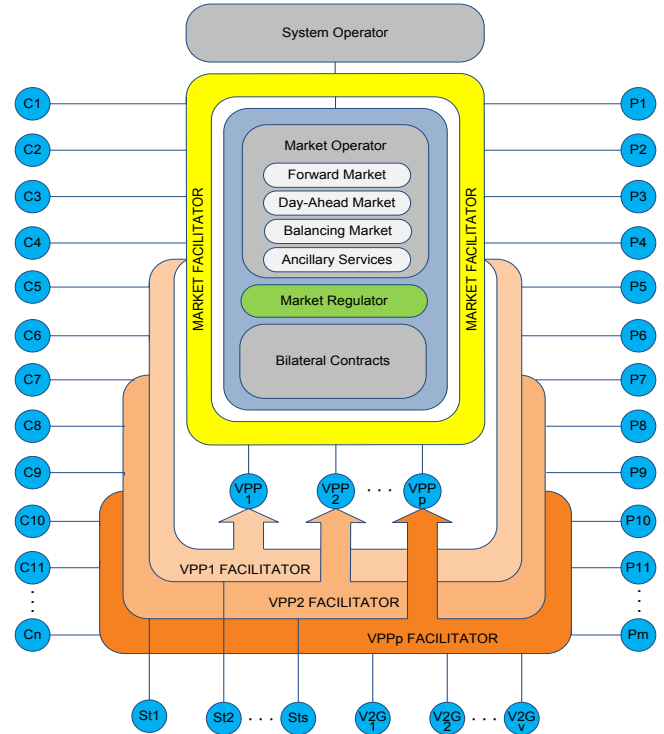 System Operator
MARKET FACILITATOR
MARKET FACILITATOR
Market Operator
Forward Market
Day-Ahead Market
Balancing Market
Ancillary Services
Market Regulator
Bilateral Contracts
C1
C2
C3
C4
C5
C6
C7
C8
C9
C10
C11
Cn
P1
P2
P3
P4
P5
P6
P7
P8
P9
P10
P11
Pm
VPP
1
VPP
2
. . .
VPP
p
VPP1 FACILITATOR
VPP2 FACILITATOR
VPPp FACILITATOR
St1
St2
. . .
Sts
V2G
1
V2G
2
. . .
V2G
v